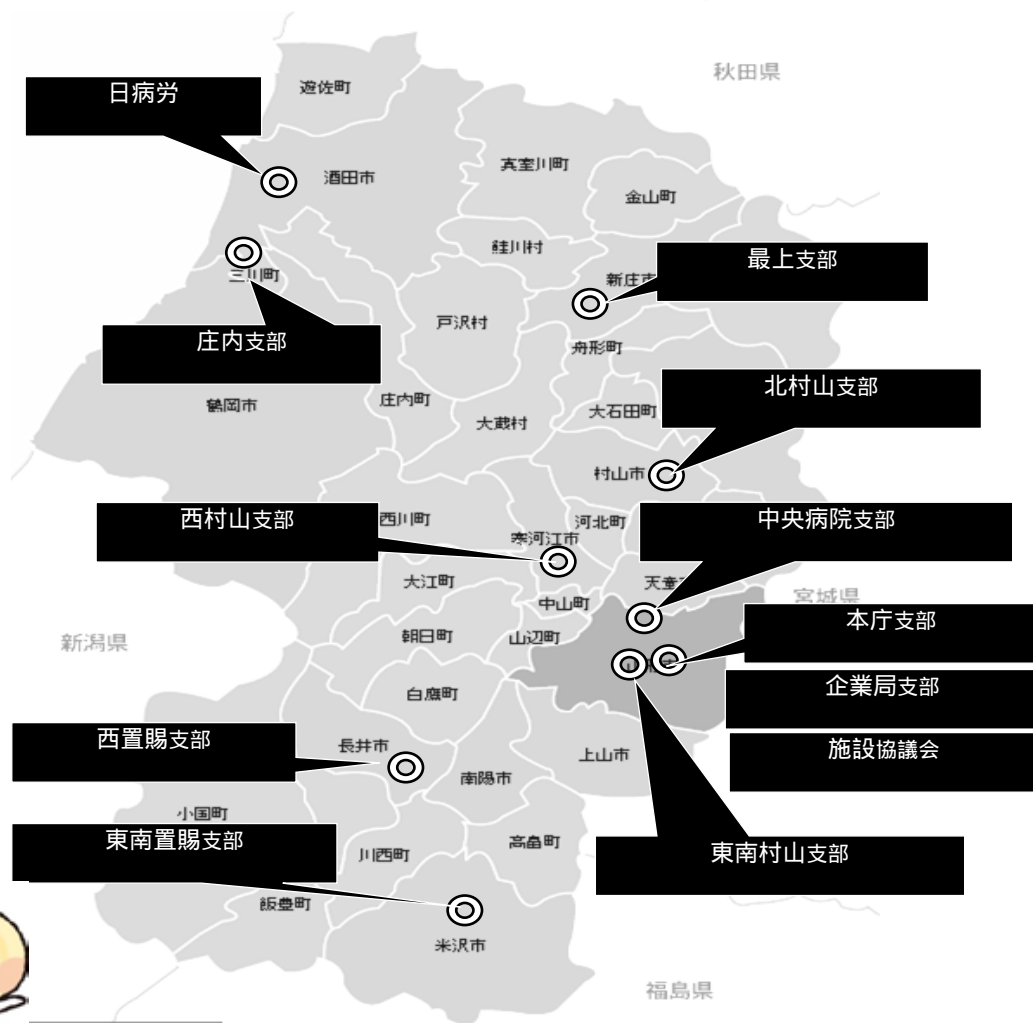 秋田県
遊佐町
日病労
酒田市
真室川町
金山町
鮭川村
最上支部
三川町
新庄市
戸沢村
庄内支部
舟形町
北村山支部
鶴岡市
庄内町
大蔵村
大石田町
村山市
西村山支部
西川町
河北町
中央病院支部
寒河江市
大江町
天童
宮城県
中山町
本庁支部
新潟県
朝日町
山辺町
山
企業局支部
白鷹町
西置賜支部
長井市
上山市
施設協議会
南陽市
小国町
東南置賜支部
川西町
高畠町
東南村山支部
飯豊町
米沢市
福島県